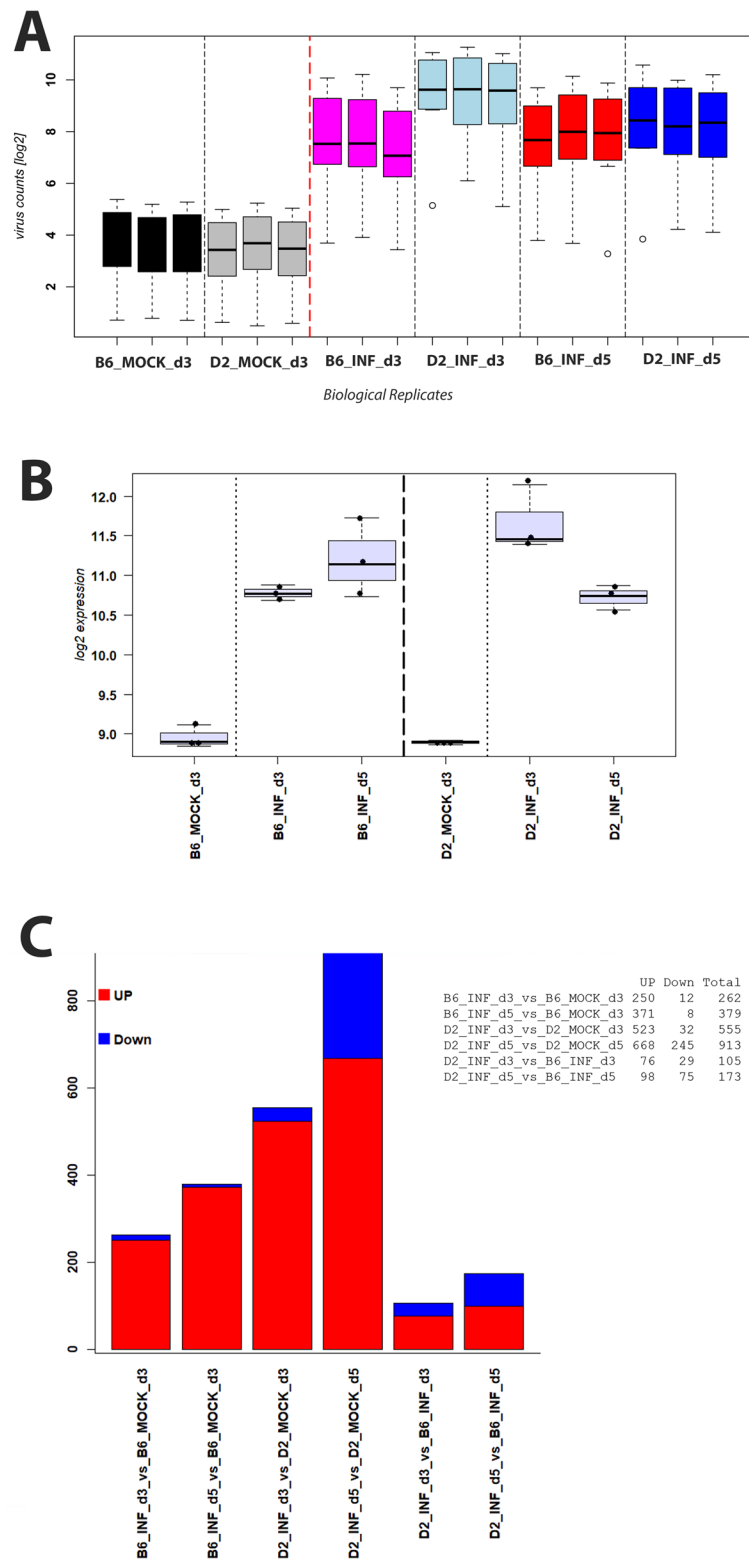 A
virus counts [log2]
10
8
6
4
2
B6_MOCK_d3 D2_MOCK_d3 B6_INF_d3 D2_INF_d3 B6_INF_d5 D2_INF_d5
Biological Replicates
B
log2 expression
12.0
11.5
11.0
10.5
10.0
9.5
9.0
B6_MOCK_d3
B6_INF_d3
B6_INF_d5
D2_MOCK_d3
D2_INF_d3
D2_INF_d5
C
800
600
400
200
0
UP
Down
UP Down Total
B6_INF_d3_vs_B6_MOCK_d3 250 12 262
B6_INF_d5_vs_B6_MOCK_d3 371 8 379
D2_INF_d3_vs_D2_MOCK_d3 523 32 555
D2_INF_d5_vs_D2_MOCK_d5 668 245 913
D2_INF_d3_vs_B6_INF_d3 76 29 105
D2_INF_d5_vs_B6_INF_d5 98 75 173
B6_INF_d3_vs_B6_MOCK_d3
B6_INF_d5_vs_B6_MOCK_d3
D2_INF_d3_vs_D2_MOCK_d3
D2_INF_d5_vs_D2_MOCK_d5
D2_INF_d3_vs_B6_INF_d3
D2_INF_d5_vs_B6_INF_d5